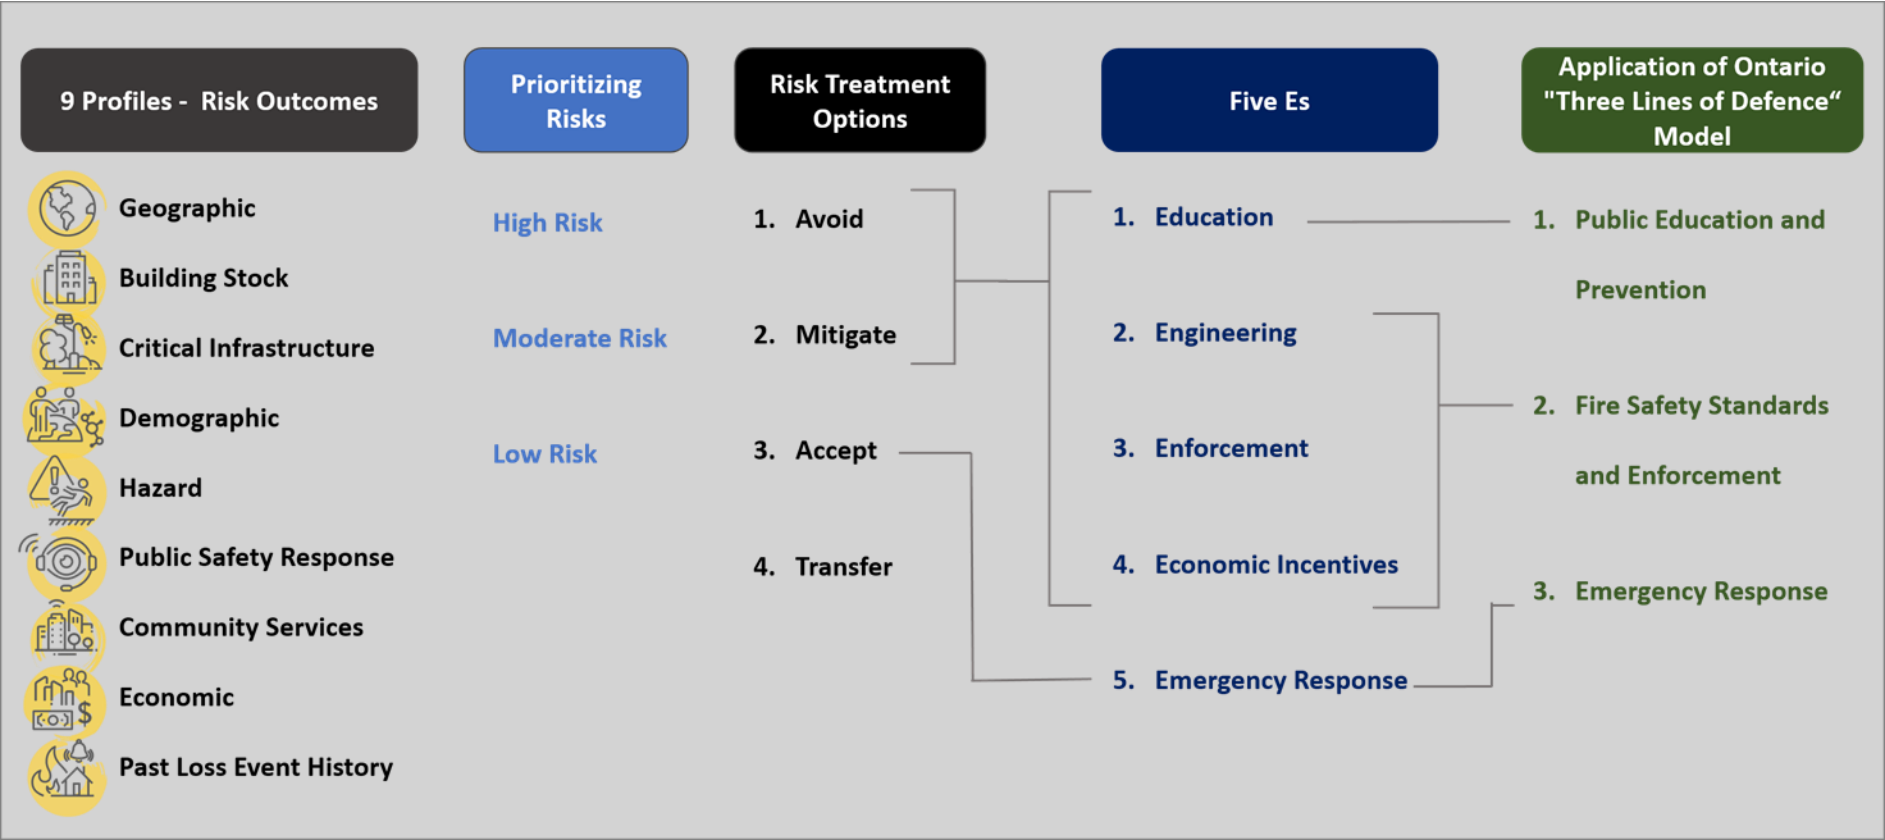 9 Profiles -  Risk Outcomes
Prioritizing
Risks
Risk Treatment
Options
Five Es
Application of Ontario
"Three Lines of Defence“
Model
Geographic
Building Stock
Critical Infrastructure
Demographic
Hazard
Public Safety Response
Community Services
Economic
Past Loss Event History
High Risk
Moderate Risk
Low Risk
1. Avoid
2. Mitigate
3. Accept
4. Transfer
1. Education
2. Engineering
3. Enforcement
4. Economic Incentives
5. Emergency Response
1. Public Education and
Prevention
2. Fire Safety Standards
and Enforcement
3. Emergency Response